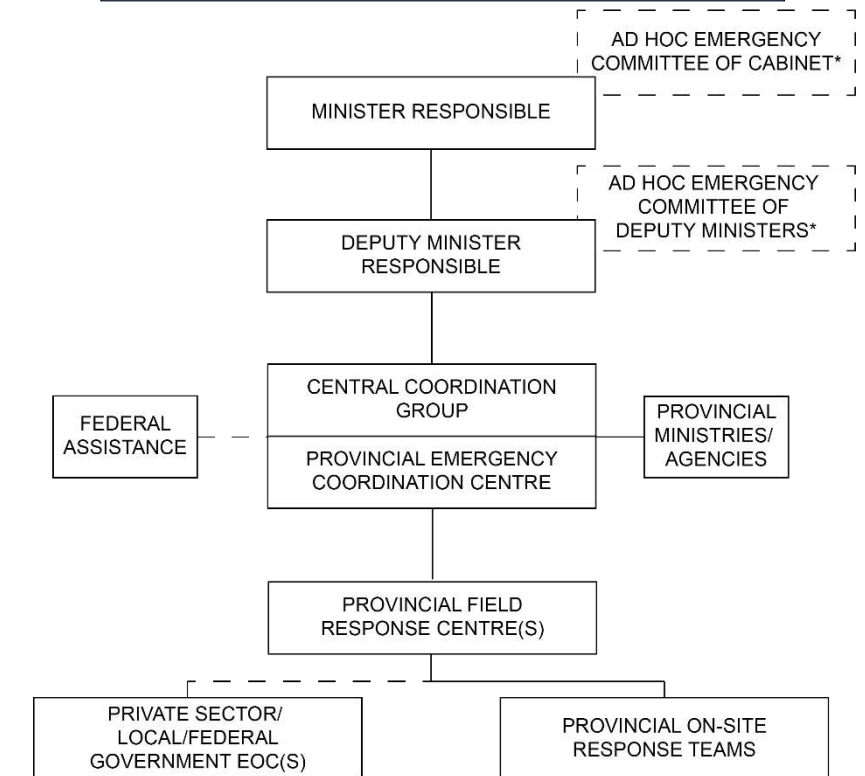 AD HOC EMERGENCY
COMMITTEE OF CABINET*
MINISTER RESPONSIBLE
AD HOC EMERGENCY
COMMITTEE OF
DEPUTY MINISTERS*
DEPUTY MINISTER
RESPONSIBLE
CENTRAL COORDINATION
GROUP
FEDERAL
ASSISTANCE
PROVINCIAL
MINISTRIES/
AGENCIES
PROVINCIAL EMERGENCY
COORDINATION CENTRE
PROVINCIAL FIELD
RESPONSE CENTRE(S)
PRIVATE SECTOR/
LOCAL/FEDERAL
GOVERNMENT EOC(S)
PROVINCIAL ON-SITE
RESPONSE TEAMS